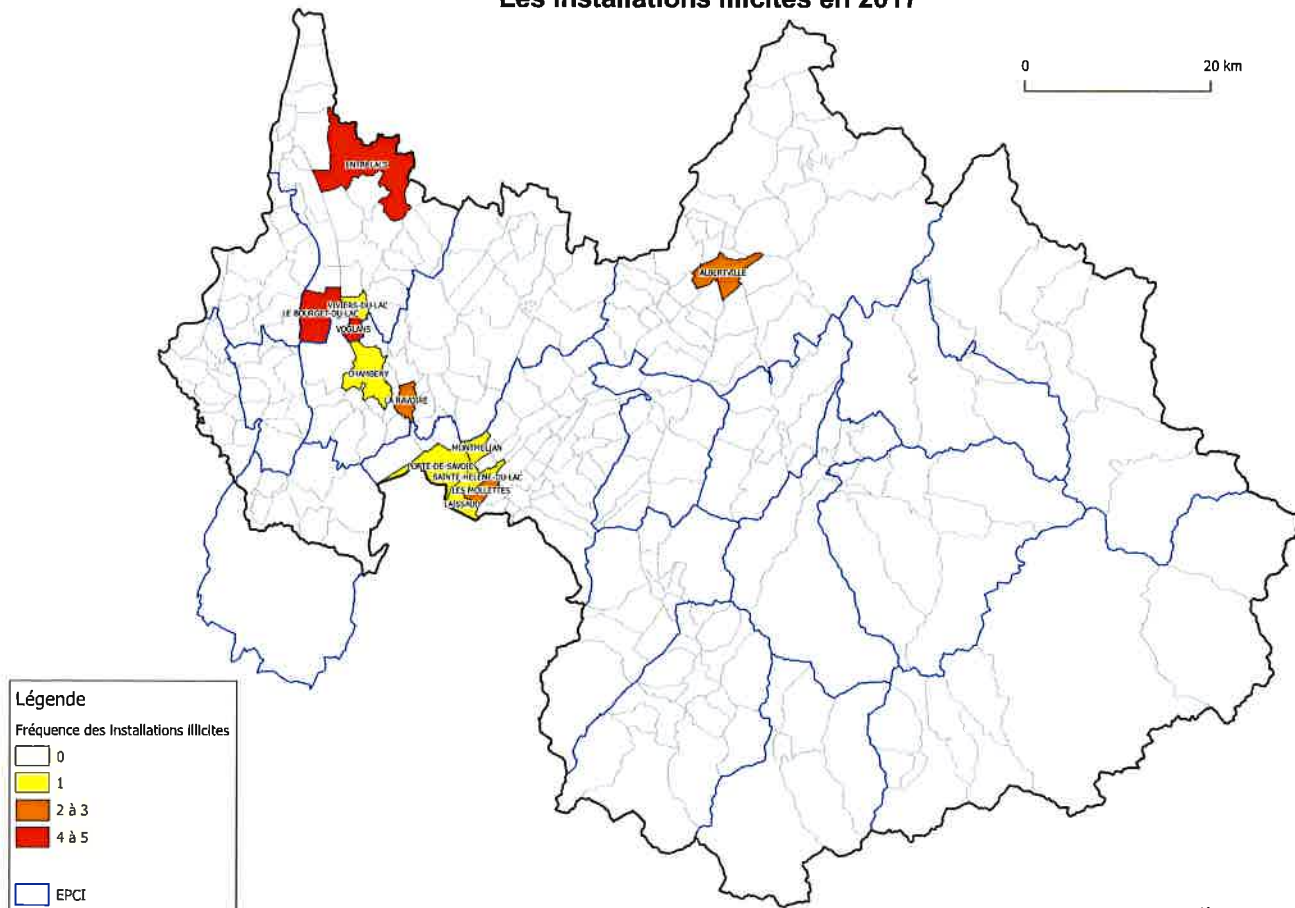 Les installations illicites en 2017
0 20 km
ENTRELACS
ALBERTVILLE
VIVIERS-DU-LAC
LE BOURGET-DU-LAC
VOGLANS
CHAMBERY
LA RAVOIRE
MONTMELIAN
PORTE-DE-SAVOIE
SAINTE-HELENE-DU-LAC
LES MOLLETTES
LAISSAUD
Légende
Fréquence des installations illicites
0
1
2 à 3
4 à 5
EPCI